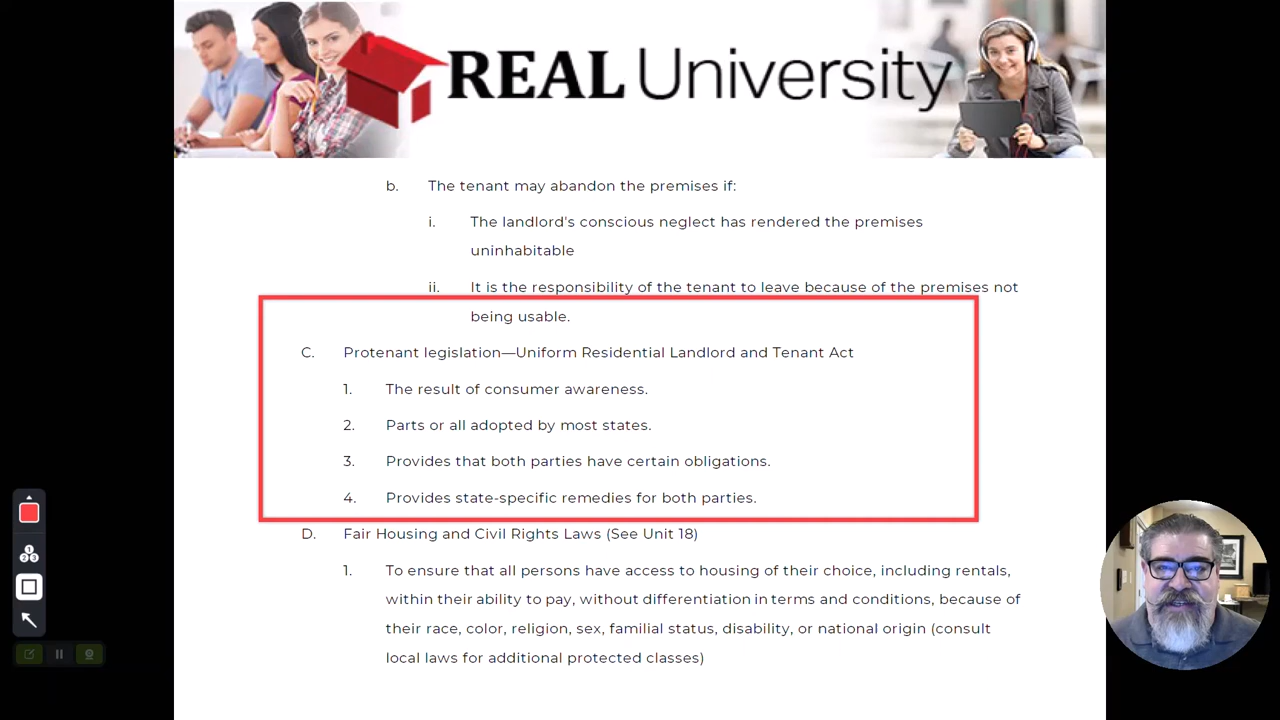 REAL University
b. The tenant may abandon the premises if:
i. The landlord's conscious neglect has rendered the premises
uninhabitable
ii. It is the responsibility of the tenant to leave because of the premises not
being usable.
C. Protenant legislation—Uniform Residential Landlord and Tenant Act
1. The result of consumer awareness.
2. Parts or all adopted by most states.
3. Provides that both parties have certain obligations.
4. Provides state-specific remedies for both parties.
D. Fair Housing and Civil Rights Laws (See Unit 18)
1. To ensure that all persons have access to housing of their choice, including rentals,
within their ability to pay, without differentiation in terms and conditions, because of
their race, color, religion, sex, familial status, disability, or national origin (consult
local laws for additional protected classes)